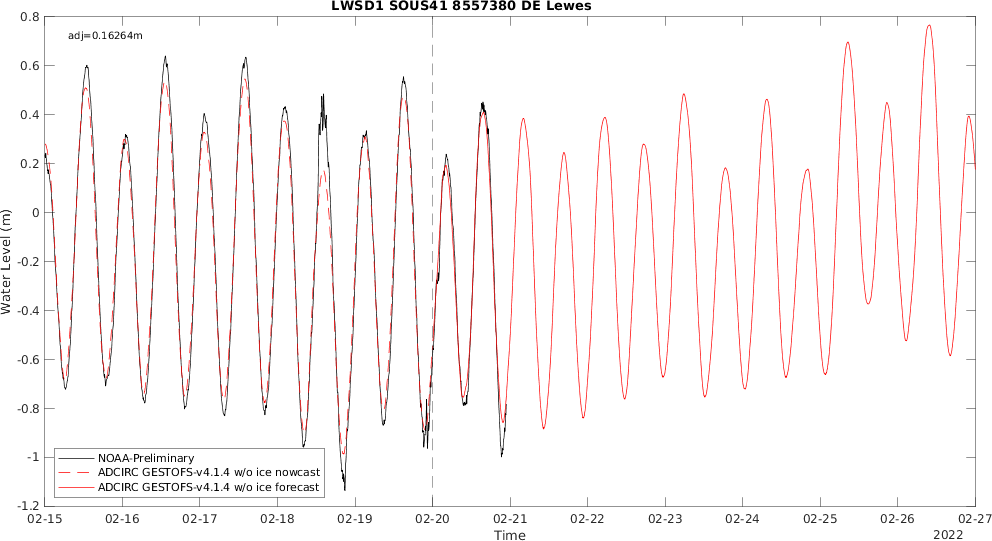 LWSD1 SOUS41 8557380 DE Lewes
adj=0.16264m
0.8
0.6
0.4
0.2
0
-0.2
-0.4
-0.6
-0.8
-1
-1.2
Water Level (m)
NOAA-Preliminary
ADCIRC GESTOFS-v4.1.4 w/o ice nowcast
ADCIRC GESTOFS-v4.1.4 w/o ice forecast
02-15 02-16 02-17 02-18 02-19 02-20 02-21 02-22 02-23 02-24 02-25 02-26 02-27
Time
2022